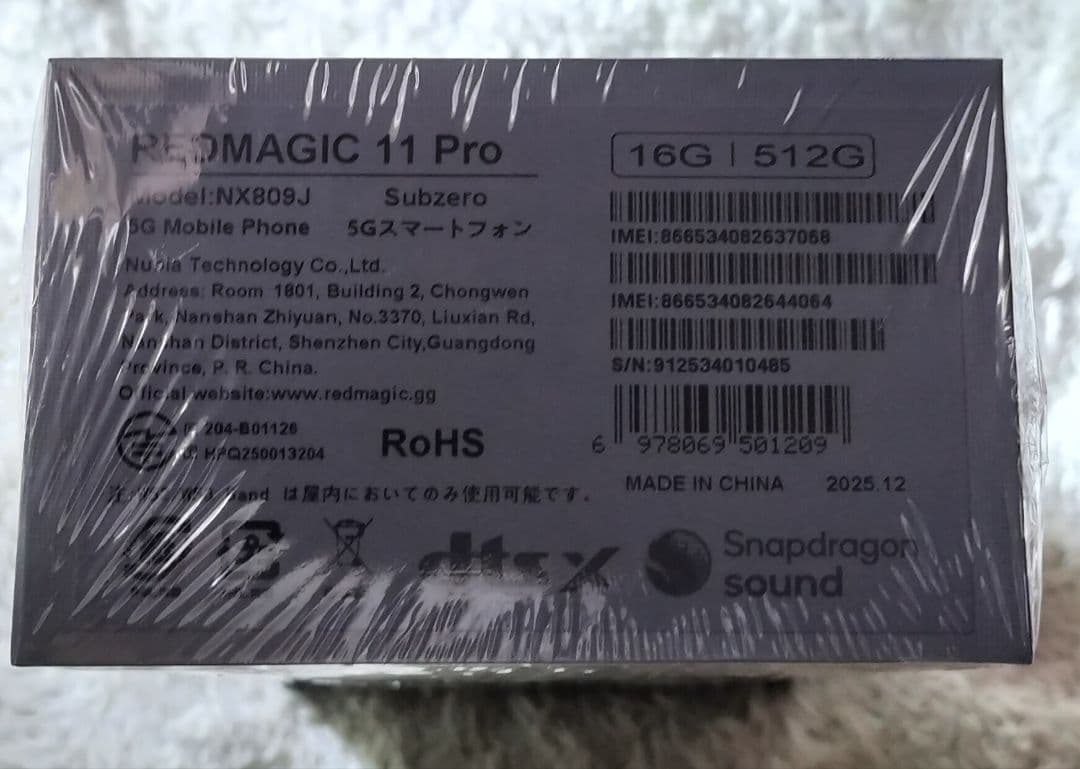 REDMAGIC 11 Pro
Model:NX809J Subzero
5G Mobile Phone 5Gスマートフォン
Nubia Technology Co.,Ltd.
Address: Room 1801, Building 2, Chongwen
Park, Nanshan Zhiyuan, No.3370, Liuxian Rd,
Nanshan District, Shenzhen City,Guangdong
Province, P. R. China.
Official website:www.redmagic.gg
204-B01126
HPQ250013204
RoHS
は屋内においてのみ使用可能です。
dts X
16G | 512G
IMEI:866534082637068
IMEI:866534082644064
S/N:912534010485
6 978069 501209
MADE IN CHINA 2025.12
Snapdragon
sound